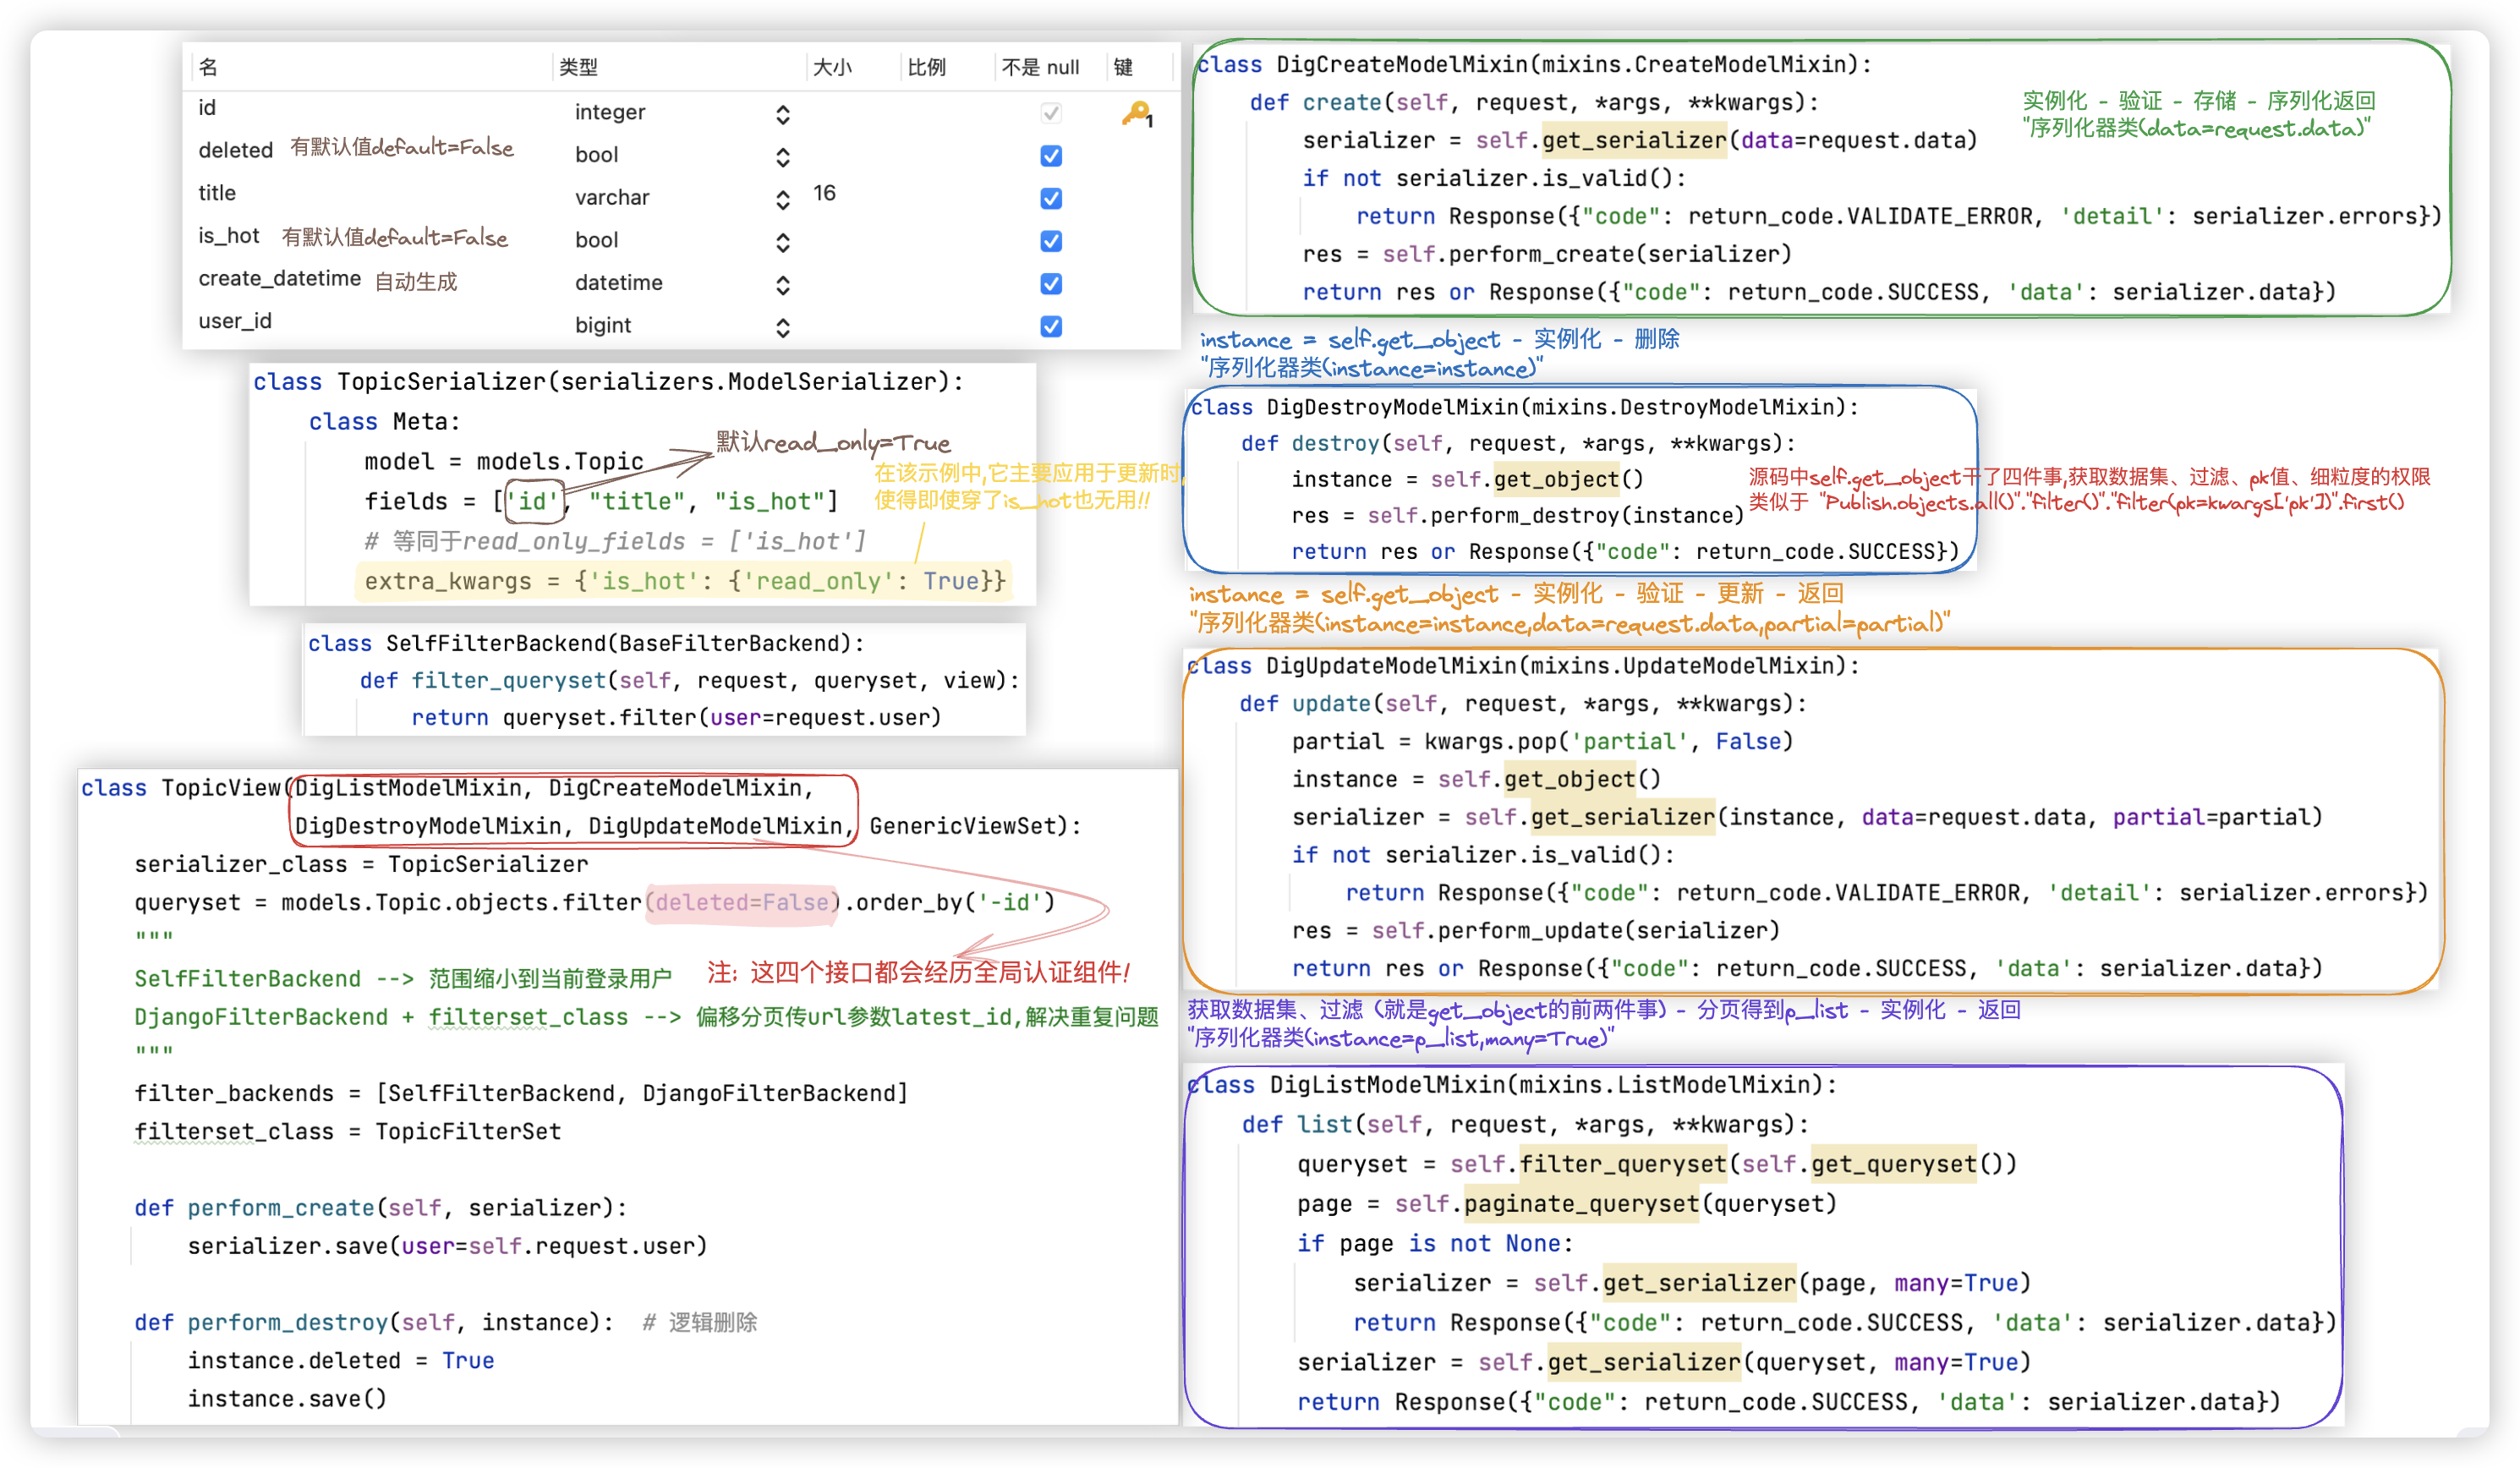 名 类型 大小 比例 不是 null 键
id integer 1
deleted 有默认值default=False bool
title varchar 16
is_hot 有默认值default=False bool
create_datetime 自动生成 datetime
user_id bigint
class TopicSerializer(serializers.ModelSerializer):
class Meta:
默认read_only=True
model = models.Topic
在该示例中,它主要应用于更新时,
fields = ['id', "title", "is_hot"]
使得即使穿了is_hot也无用!!
# 等同于read_only_fields = ['is_hot']
extra_kwargs = {'is_hot': {'read_only': True}}
class SelfFilterBackend(BaseFilterBackend):
def filter_queryset(self, request, queryset, view):
return queryset.filter(user=request.user)
class TopicView(DigListModelMixin, DigCreateModelMixin,
DigDestroyModelMixin, DigUpdateModelMixin, GenericViewSet):
serializer_class = TopicSerializer
queryset = models.Topic.objects.filter(deleted=False).order_by('-id')
"""
SelfFilterBackend --> 范围缩小到当前登录用户
注: 这四个接口都会经历全局认证组件!
DjangoFilterBackend + filterset_class --> 偏移分页传url参数latest_id,解决重复问题
"""
filter_backends = [SelfFilterBackend, DjangoFilterBackend]
filterset_class = TopicFilterSet
def perform_create(self, serializer):
serializer.save(user=self.request.user)
def perform_destroy(self, instance): # 逻辑删除
instance.deleted = True
instance.save()
class DigCreateModelMixin(mixins.CreateModelMixin):
def create(self, request, *args, **kwargs):
实例化 - 验证 - 存储 - 序列化返回
"序列化器类(data=request.data)"
serializer = self.get_serializer(data=request.data)
if not serializer.is_valid():
return Response({"code": return_code.VALIDATE_ERROR, 'detail': serializer.errors})
res = self.perform_create(serializer)
return res or Response({"code": return_code.SUCCESS, 'data': serializer.data})
instance = self.get_object - 实例化 - 删除
"序列化器类(instance=instance)"
class DigDestroyModelMixin(mixins.DestroyModelMixin):
def destroy(self, request, *args, **kwargs):
instance = self.get_object()
源码中self.get_object干了四件事,获取数据集、过滤、pk值、细粒度的权限
类似于 "Publish.objects.all()"."filter()"."filter(pk=kwargs['pk'])".first()
res = self.perform_destroy(instance)
return res or Response({"code": return_code.SUCCESS})
instance = self.get_object - 实例化 - 验证 - 更新 - 返回
"序列化器类(instance=instance,data=request.data,partial=partial)"
class DigUpdateModelMixin(mixins.UpdateModelMixin):
def update(self, request, *args, **kwargs):
partial = kwargs.pop('partial', False)
instance = self.get_object()
serializer = self.get_serializer(instance, data=request.data, partial=partial)
if not serializer.is_valid():
return Response({"code": return_code.VALIDATE_ERROR, 'detail': serializer.errors})
res = self.perform_update(serializer)
return res or Response({"code": return_code.SUCCESS, 'data': serializer.data})
获取数据集、过滤 (就是get_object的前两件事) - 分页得到p_list - 实例化 - 返回
"序列化器类(instance=p_list,many=True)"
class DigListModelMixin(mixins.ListModelMixin):
def list(self, request, *args, **kwargs):
queryset = self.filter_queryset(self.get_queryset())
page = self.paginate_queryset(queryset)
if page is not None:
serializer = self.get_serializer(page, many=True)
return Response({"code": return_code.SUCCESS, 'data': serializer.data})
serializer = self.get_serializer(queryset, many=True)
return Response({"code": return_code.SUCCESS, 'data': serializer.data})